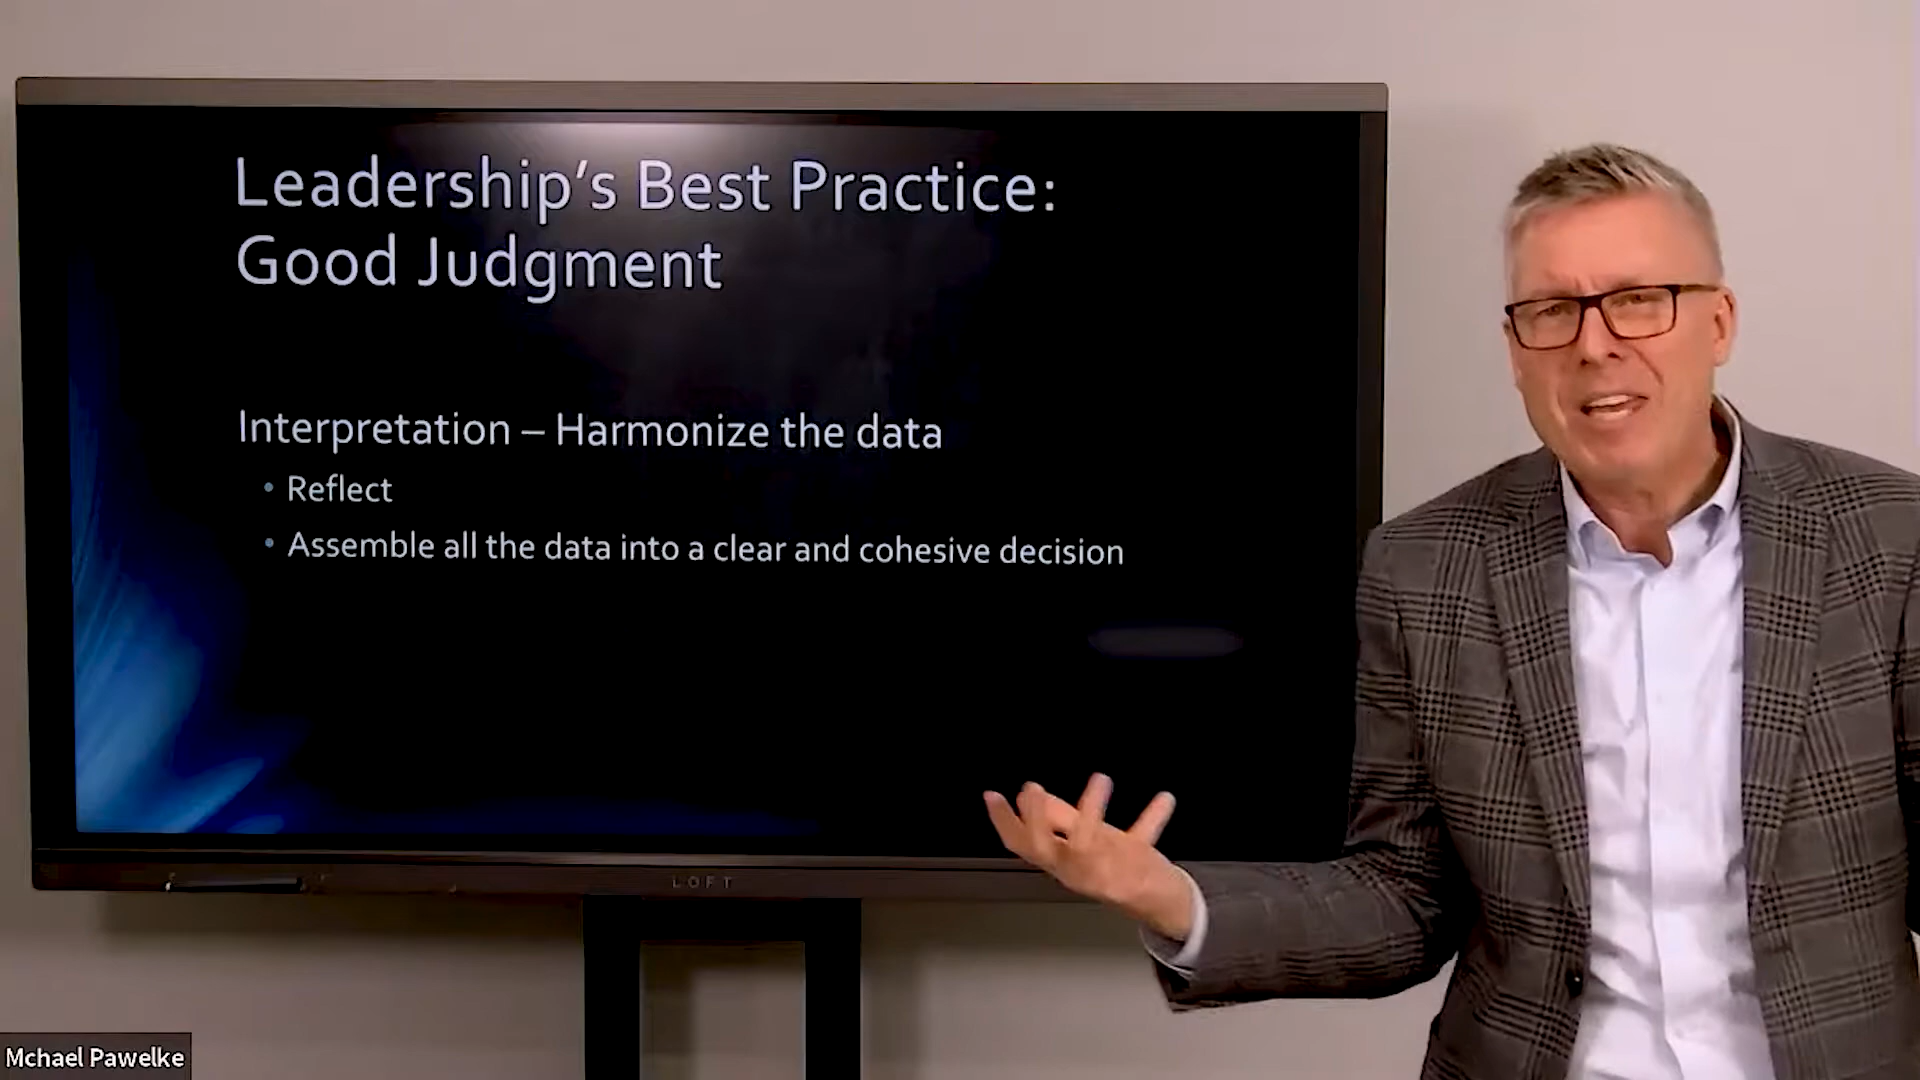 Leadership's Best Practice:
Good Judgment
Interpretation – Harmonize the data
• Reflect
• Assemble all the data into a clear and cohesive decision
LOFT
Mchael Pawelke